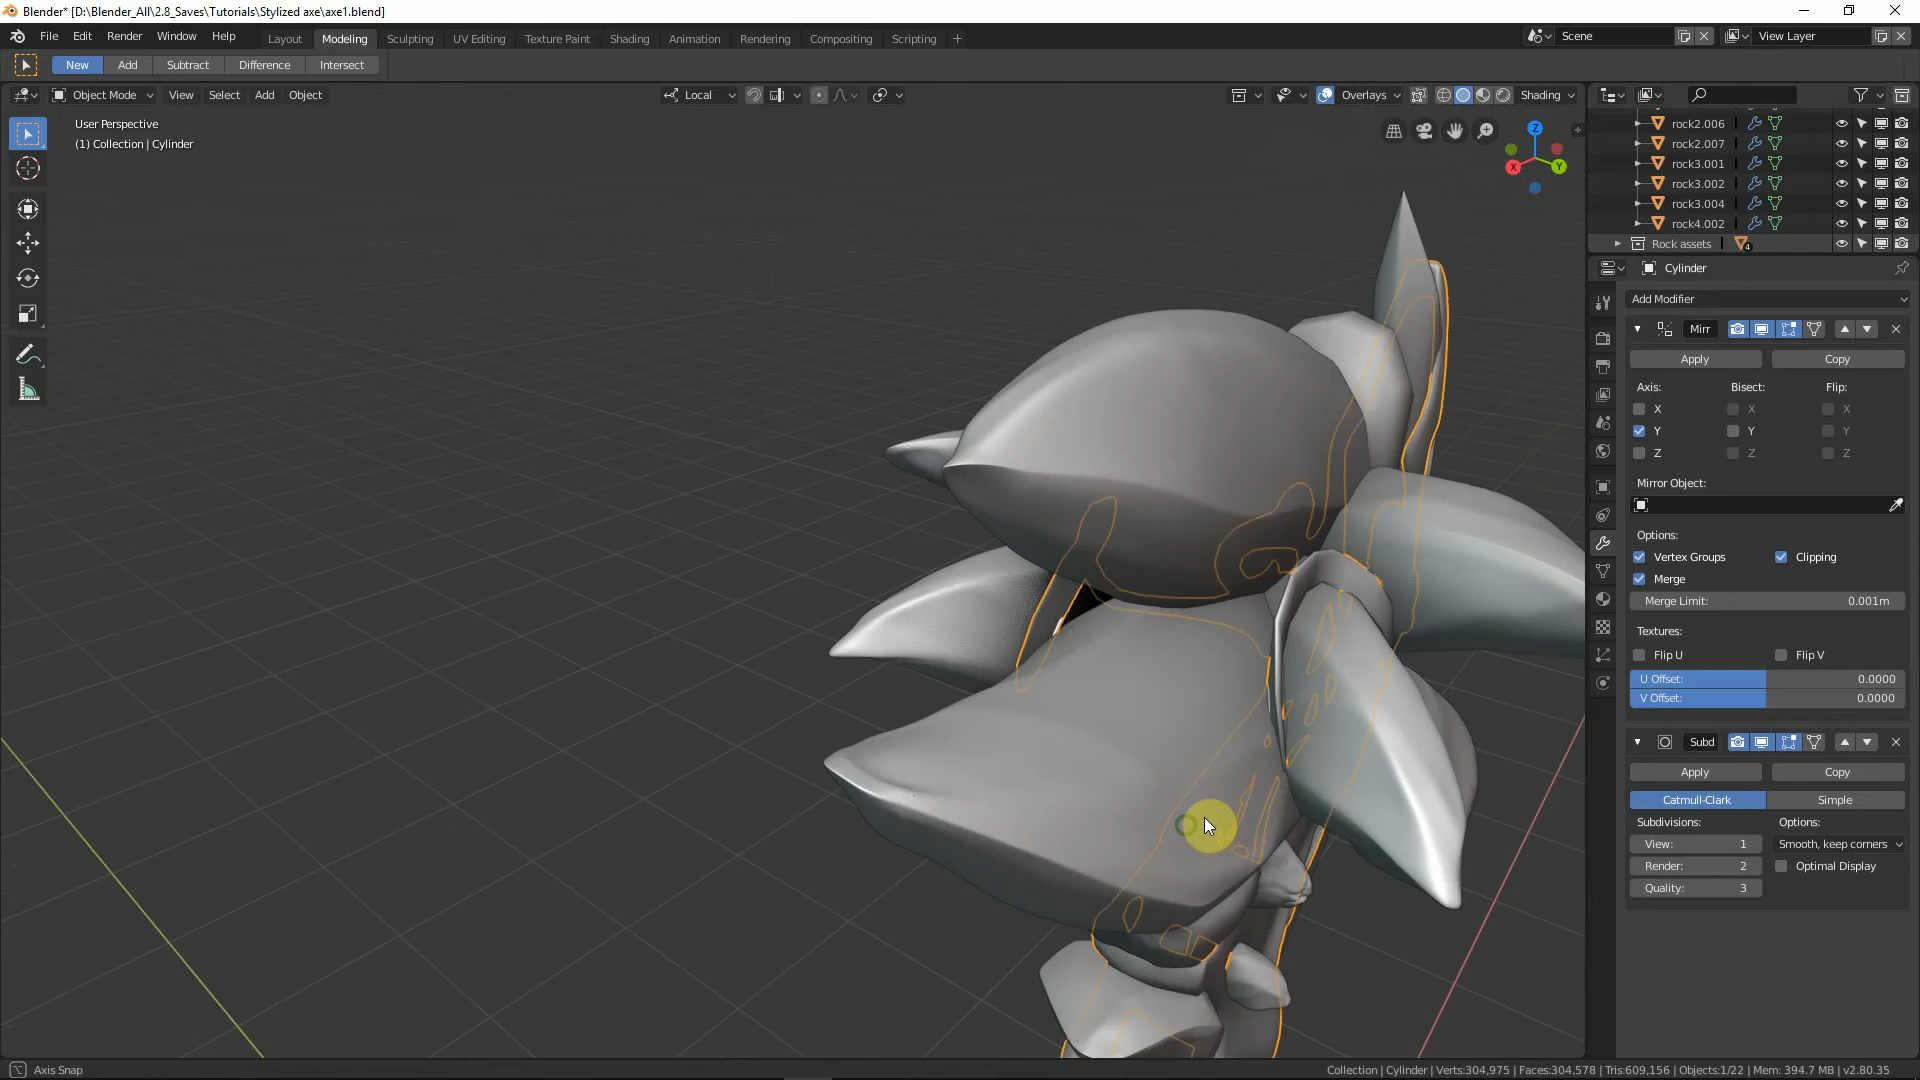 Blender* [D:\Blender_All\2.8_Saves\Tutorials\Stylized axe\axe1.blend]
File Edit Render Window Help Layout Modeling Sculpting UV Editing Texture Paint Shading Animation Rendering Compositing Scripting + Scene View Layer
New Add Subtract Difference Intersect
Object Mode View Select Add Object Local Overlays Shading
User Perspective
(1) Collection | Cylinder
Z
X
Y
rock2.006
rock2.007
rock3.001
rock3.002
rock3.004
rock4.002
Rock assets 4
Cylinder
Add Modifier
Mirr
Apply Copy
Axis: Bisect: Flip:
X X X
Y Y Y
Z Z Z
Mirror Object:
Options:
Vertex Groups Clipping
Merge
Merge Limit: 0.001m
Textures:
Flip U Flip V
U Offset: 0.0000
V Offset: 0.0000
Subd
Apply Copy
Catmull-Clark Simple
Subdivisions: Options:
View: 1 Smooth, keep corners
Render: 2 Optimal Display
Quality: 3
Axis Snap
Collection | Cylinder | Verts:304,975 | Faces:304,578 | Tris:609,156 | Objects:1/22 | Mem: 394.7 MB | v2.80.35